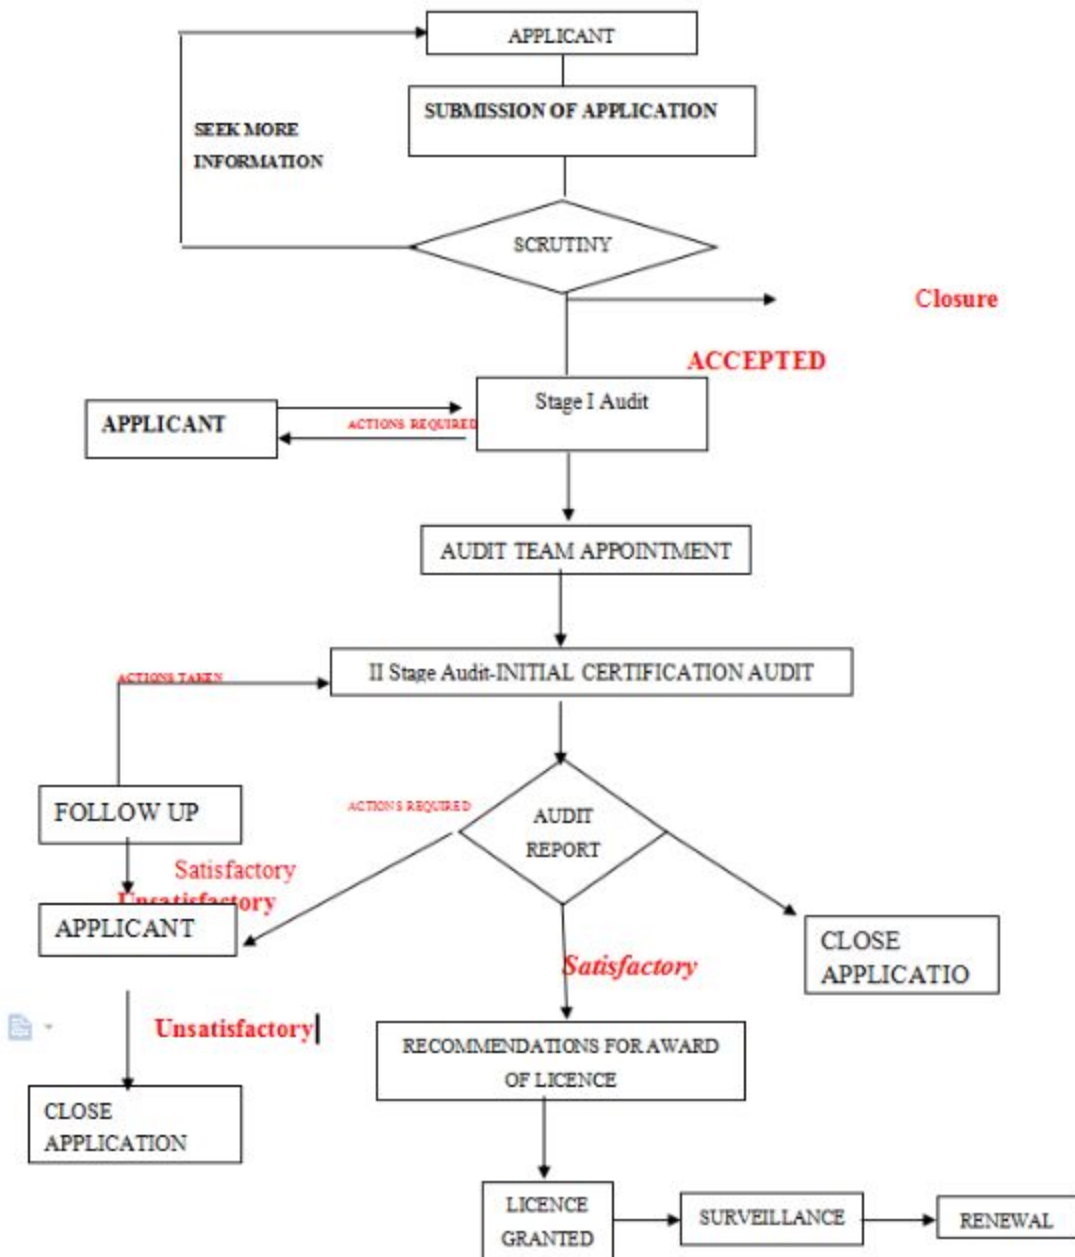 APPLICANT
SUBMISSION OF APPLICATION
SEEK MORE
INFORMATION
SCRUTINY
Closure
ACCEPTED
Stage I Audit
APPLICANT
ACTIONS REQUIRED
AUDIT TEAM APPOINTMENT
II Stage Audit-INITIAL CERTIFICATION AUDIT
ACTIONS TAKEN
FOLLOW UP
ACTIONS REQUIRED
AUDIT
REPORT
Satisfactory
Unsatisfactory
APPLICANT
CLOSE
APPLICATIO
Satisfactory
Unsatisfactory
RECOMMENDATIONS FOR AWARD
OF LICENCE
CLOSE
APPLICATION
LICENCE
GRANTED
SURVEILLANCE
RENEWAL